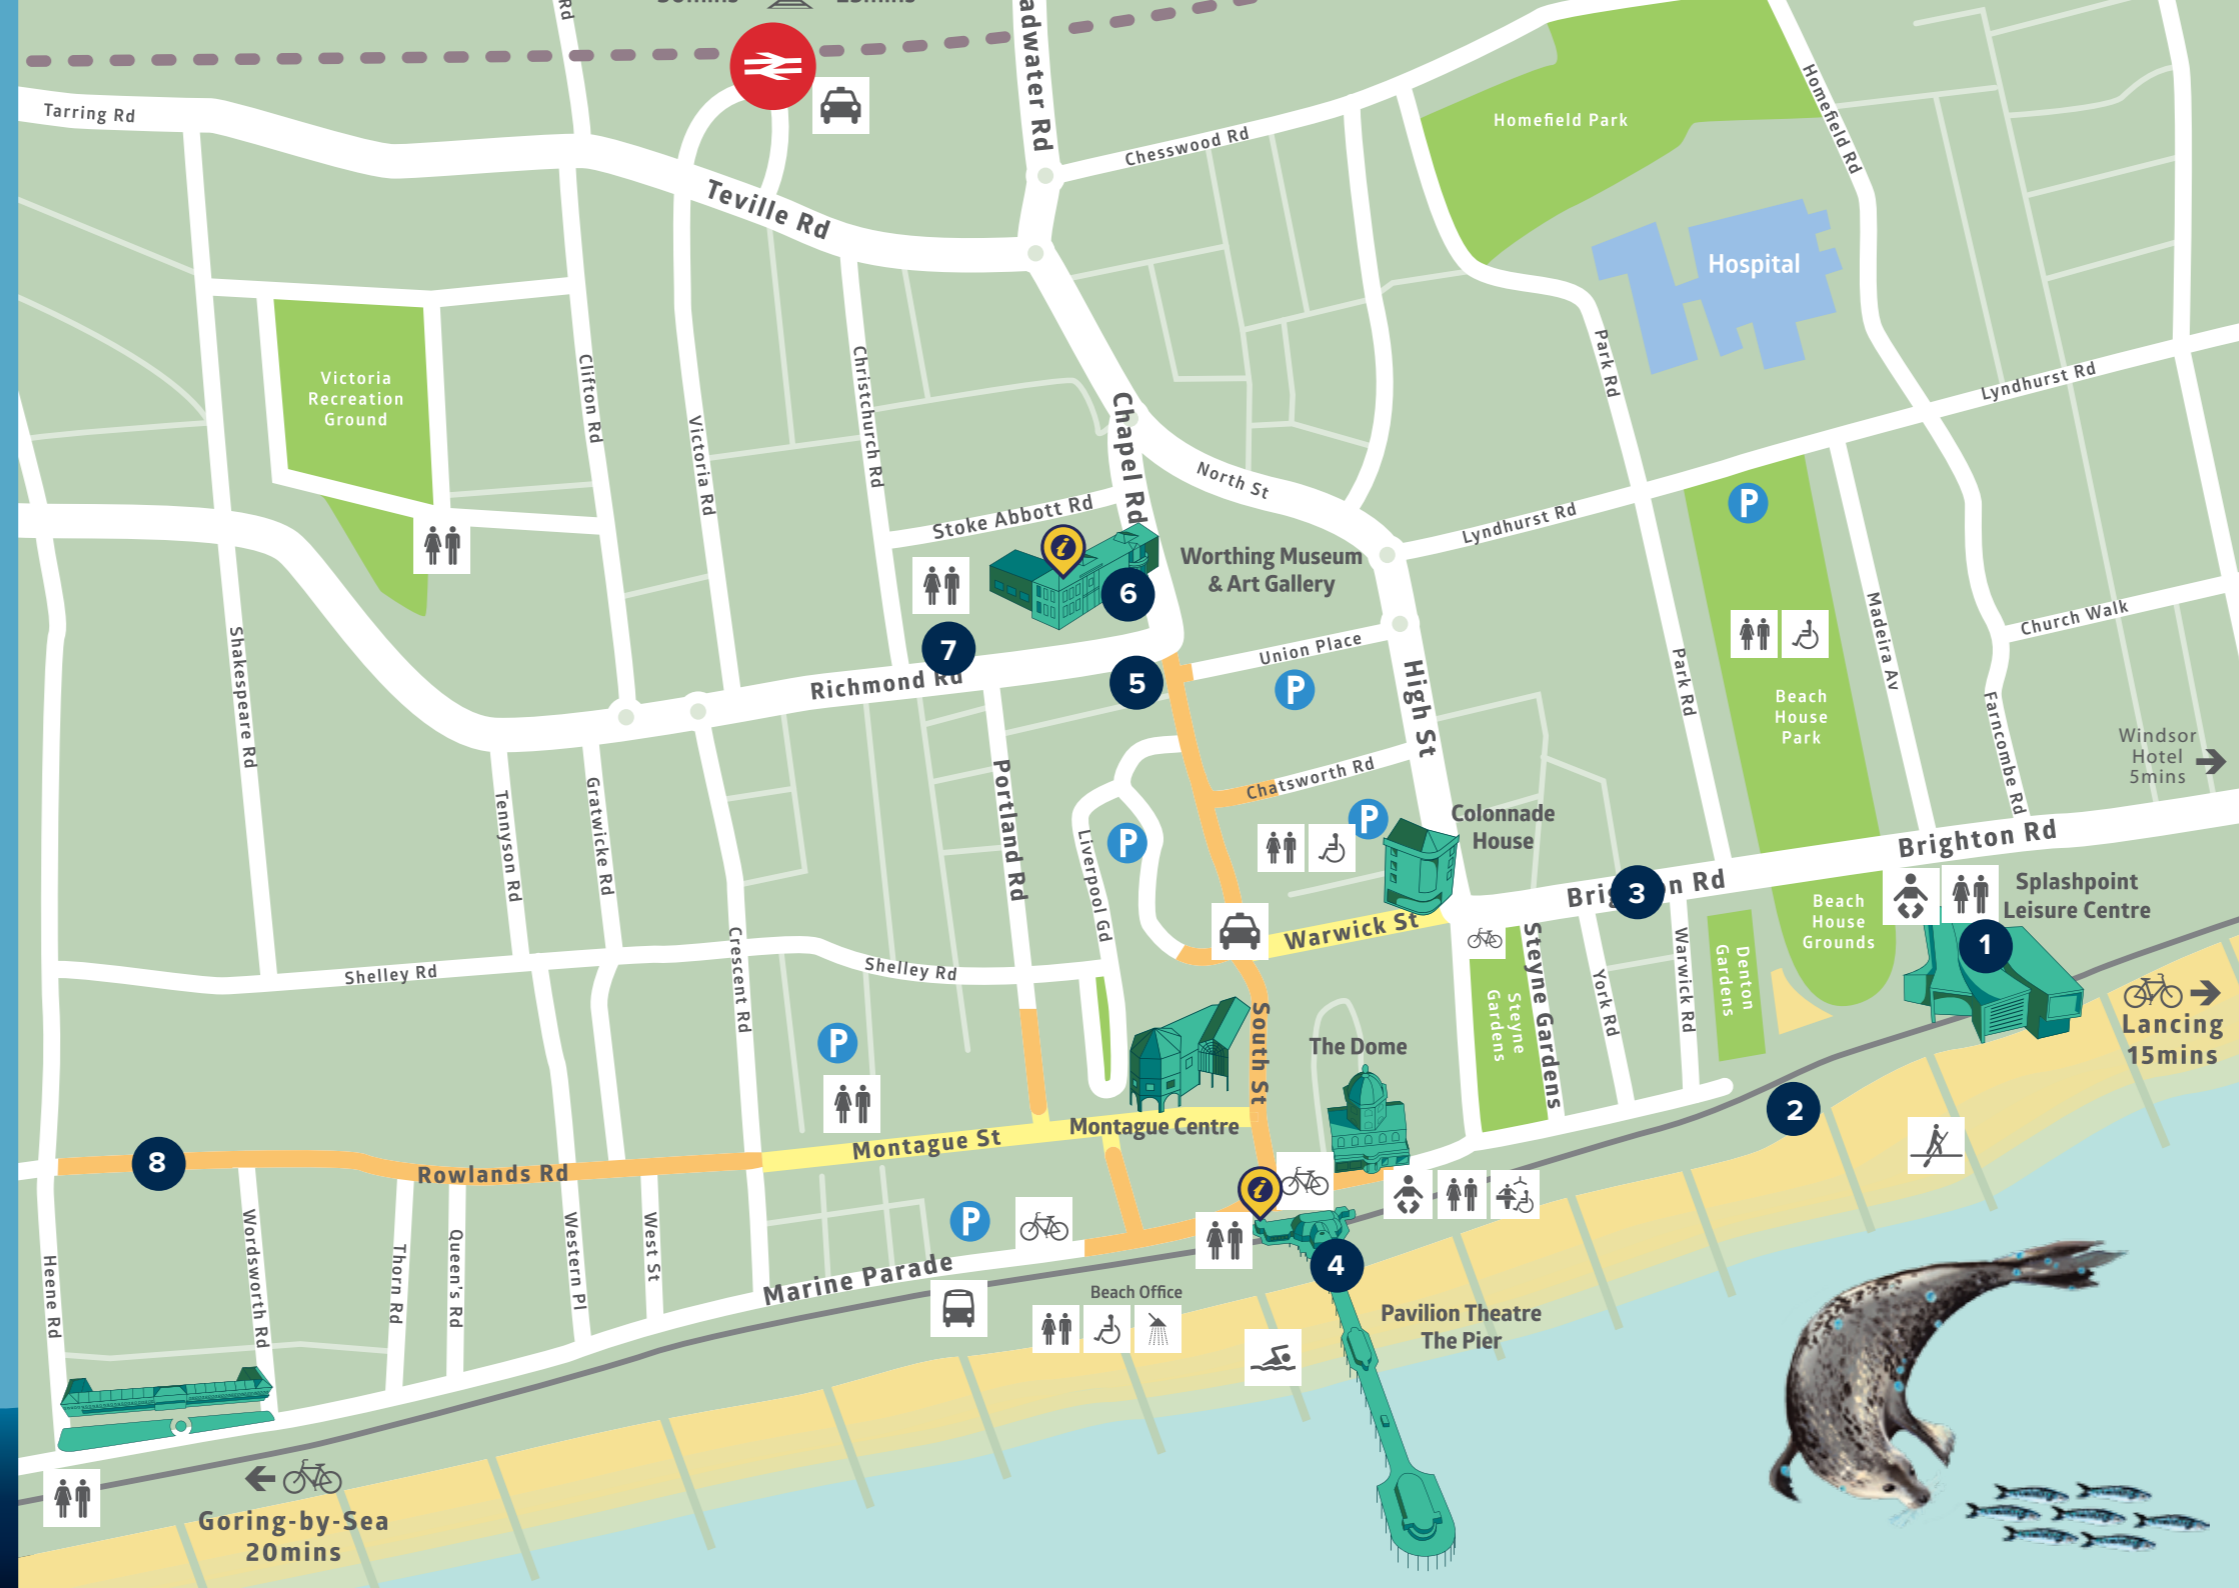 Rd
adwater Rd
Tarring Rd
Teville Rd
Chesswood Rd
Homefield Park
Homefield Rd
Hospital
Victoria
Recreation
Ground
Clifton Rd
Victoria Rd
Christchurch Rd
Chapel Rd
North St
Park Rd
Lyndhurst Rd
Lyndhurst Rd
P
Stoke Abbott Rd
i
6
Worthing Museum
& Art Gallery
7
5
Richmond Rd
Union Place
P
High St
Park Rd
Madeira Av
Church Walk
Farncombe Rd
Beach
House
Park
Windsor
Hotel
5mins
Shakespeare Rd
Tennyson Rd
Gratwicke Rd
Portland Rd
Liverpool Gd
P
Chatsworth Rd
P
Colonnade
House
Brighton Rd
Brighton Rd
3
Warwick St
Beach
House
Grounds
Splashpoint
Leisure Centre
1
Shelley Rd
Shelley Rd
Crescent Rd
Steyne Gardens
Steyne
Gardens
York Rd
Warwick Rd
Denton
Gardens
Lancing
15mins
P
South St
The Dome
2
Montague Centre
Montague St
8
Rowlands Rd
i
P
4
Heene Rd
Wordsworth Rd
Thorn Rd
Queen's Rd
Western Pl
West St
Marine Parade
Beach Office
Pavilion Theatre
The Pier
Goring-by-Sea
20mins